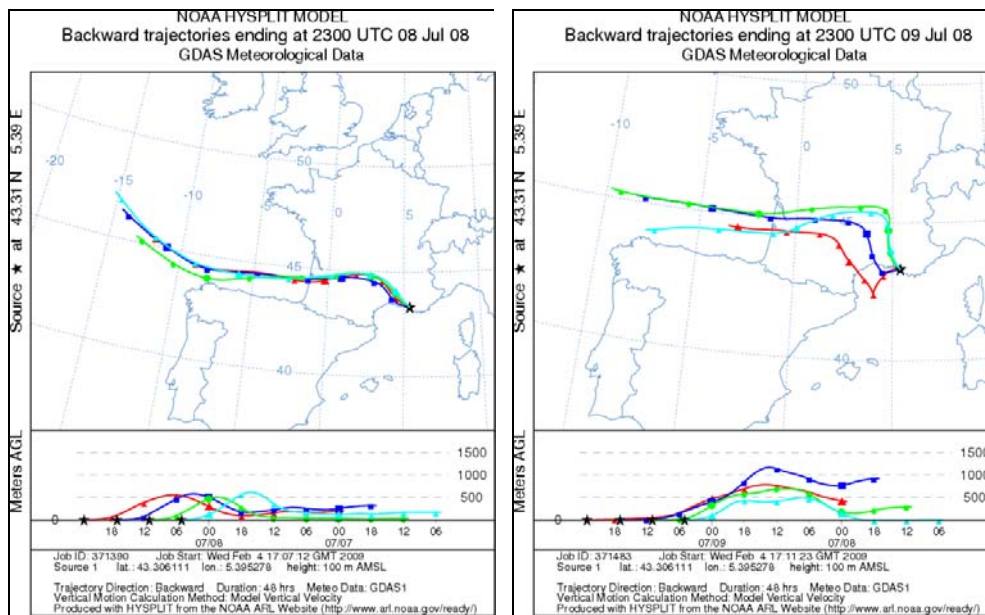 NOAA HYSPLIT MODEL
Backward trajectories ending at 2300 UTC 08 Jul 08
GDAS Meteorological Data
Source ★ at 43.31 N 5.39 E
-20
-15
-10
-5
0
5
10
50
45
40
Meters AGL
1500
1000
500
0
18 12 06 00 18 12 06 00 18 12 06
07/08 07/07
Job ID: 371390 Job Start: Wed Feb 4 17:07:12 GMT 2009
Source 1 lat.: 43.306111 lon.: 5.395278 height: 100 m AMSL
Trajectory Direction: Backward Duration: 48 hrs Meteo Data: GDAS1
Vertical Motion Calculation Method: Model Vertical Velocity
Produced with HYSPLIT from the NOAA ARL Website (http://www.arl.noaa.gov/ready/)
NOAA HYSPLIT MODEL
Backward trajectories ending at 2300 UTC 09 Jul 08
GDAS Meteorological Data
Source ★ at 43.31 N 5.39 E
-10
-5
0
5
50
45
40
Meters AGL
1500
1000
500
0
18 12 06 00 18 12 06 00 18 12 06
07/09 07/08
Job ID: 371483 Job Start: Wed Feb 4 17:11:23 GMT 2009
Source 1 lat.: 43.306111 lon.: 5.395278 height: 100 m AMSL
Trajectory Direction: Backward Duration: 48 hrs Meteo Data: GDAS1
Vertical Motion Calculation Method: Model Vertical Velocity
Produced with HYSPLIT from the NOAA ARL Website (http://www.arl.noaa.gov/ready/)